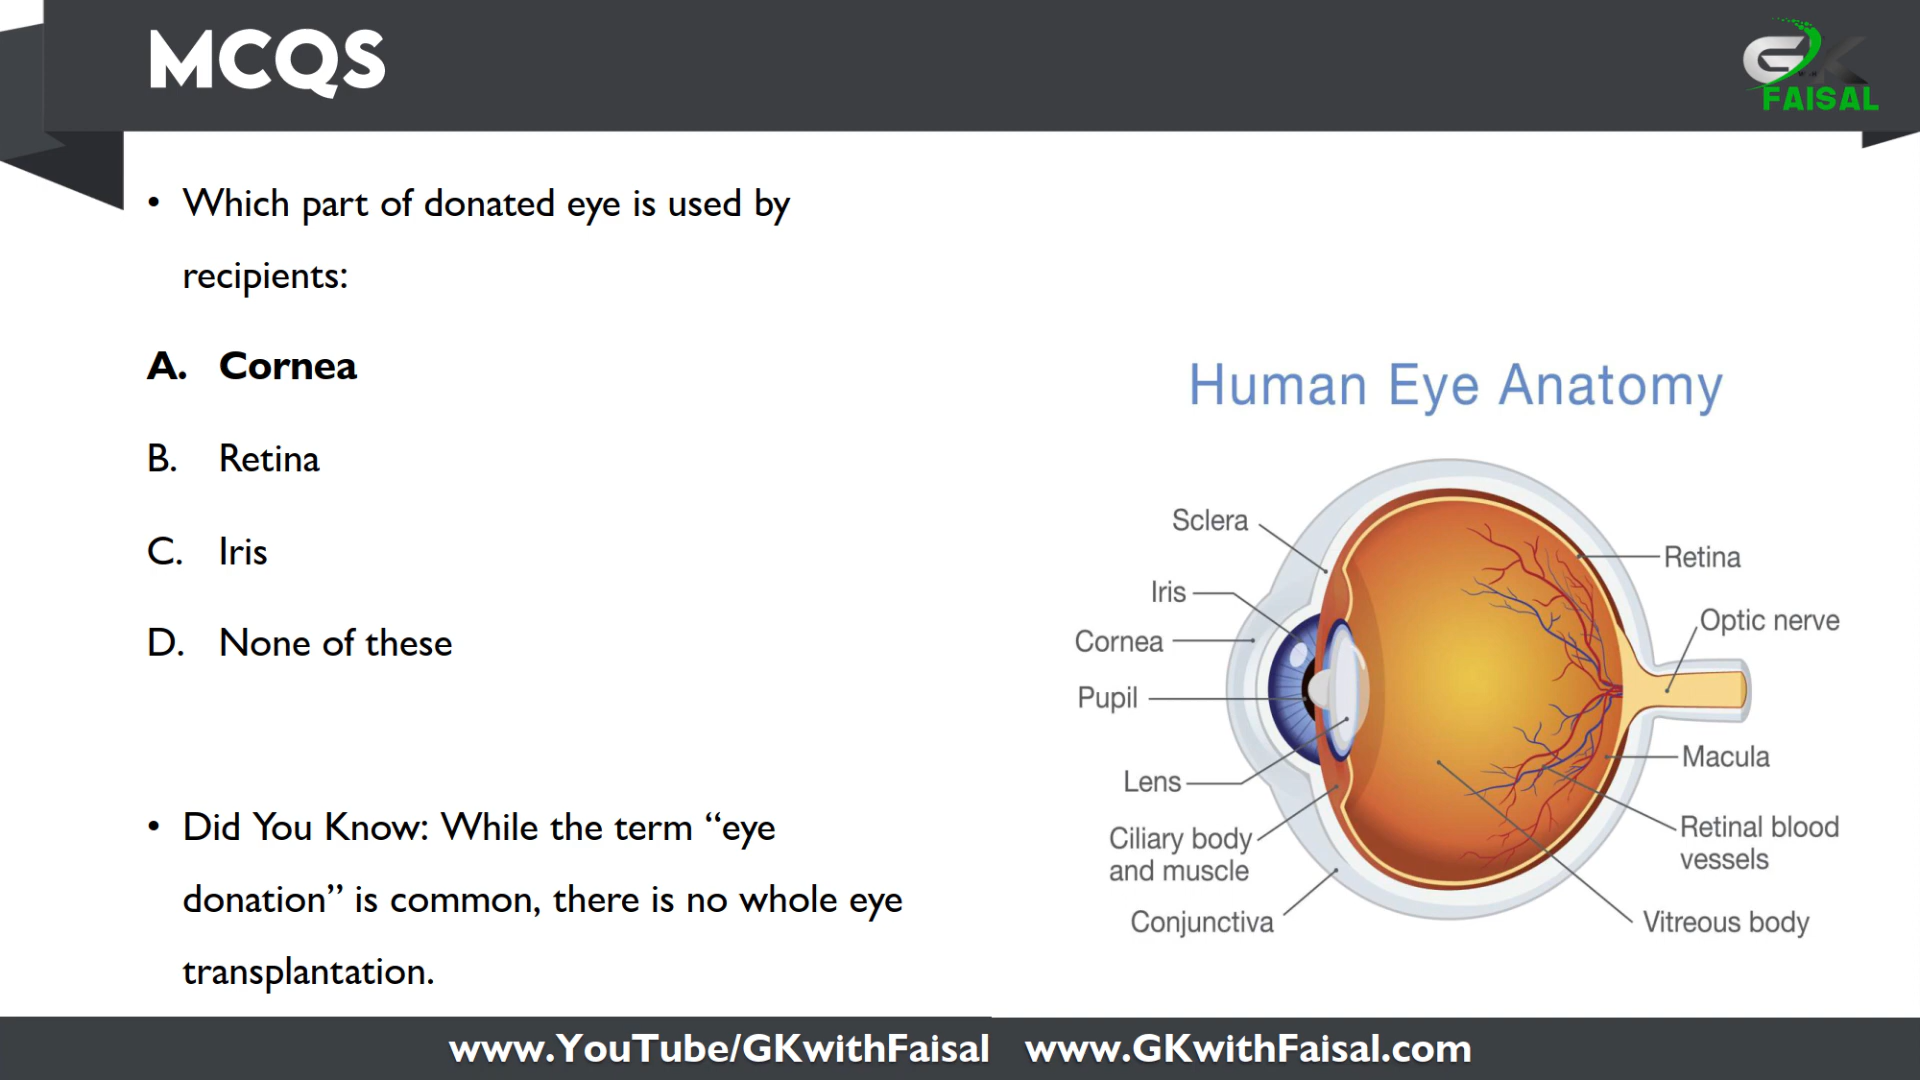 MCQS
GK
FAISAL
• Which part of donated eye is used by
recipients:
A. Cornea
B. Retina
C. Iris
D. None of these
• Did You Know: While the term “eye
donation” is common, there is no whole eye
transplantation.
Human Eye Anatomy
Sclera
Iris
Cornea
Pupil
Lens
Ciliary body
and muscle
Conjunctiva
Retina
Optic nerve
Macula
Retinal blood
vessels
Vitreous body
www.YouTube/GKwithFaisal www.GKwithFaisal.com